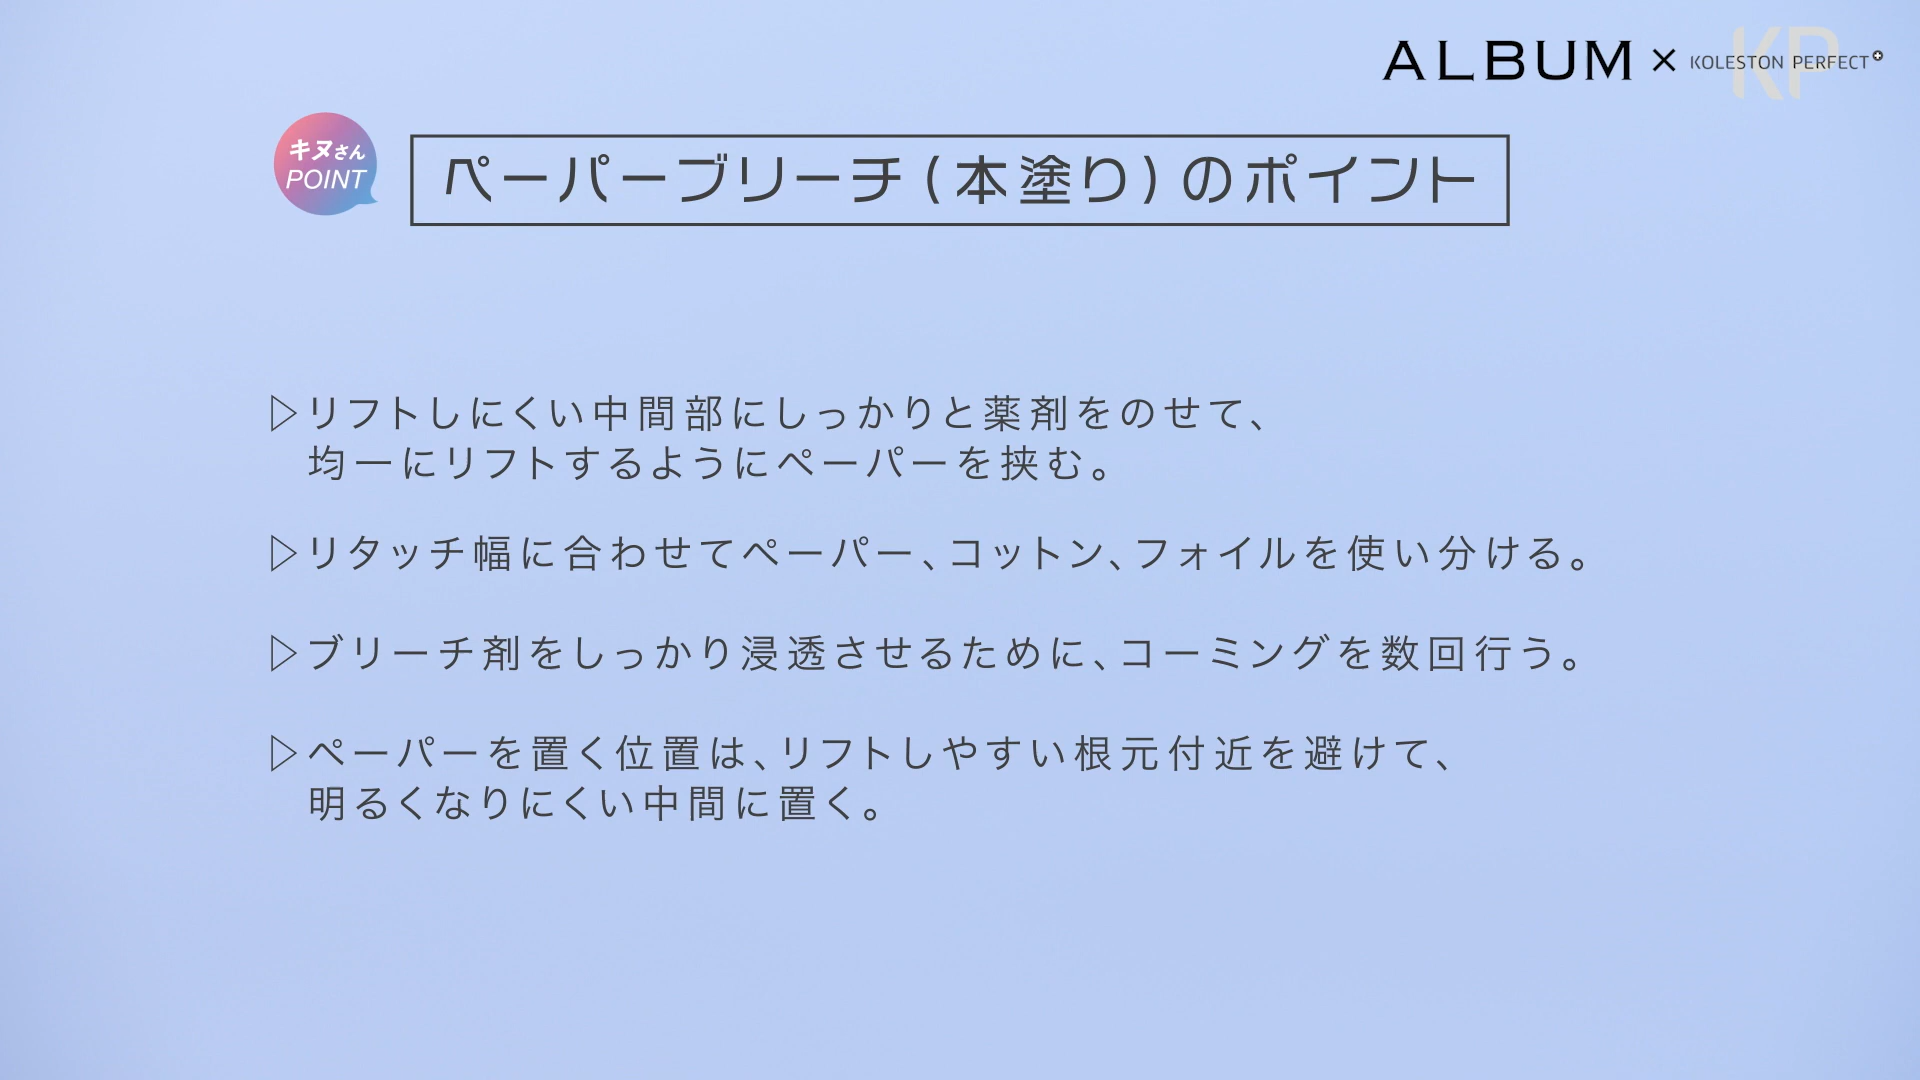 ALBUM × KOLESTON PERFECT
KP
キヌさん
POINT
ペーパーブリーチ(本塗り)のポイント
▷リフトしにくい中間部にしっかりと薬剤をのせて、
均一にリフトするようにペーパーを挟む。
▷リタッチ幅に合わせてペーパー、コットン、フォイルを使い分ける。
▷ブリーチ剤をしっかり浸透させるために、コーミングを数回行う。
▷ペーパーを置く位置は、リフトしやすい根元付近を避けて、
明るくなりにくい中間に置く。